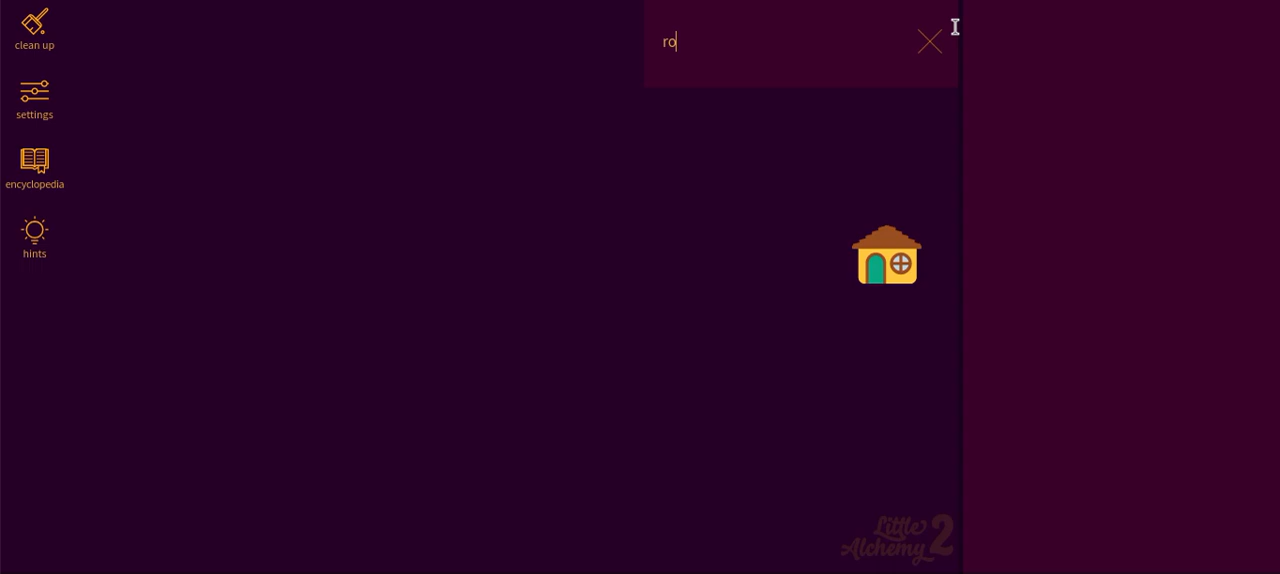 clean up
ro
settings
encyclopedia
hints
Little
Alchemy 2